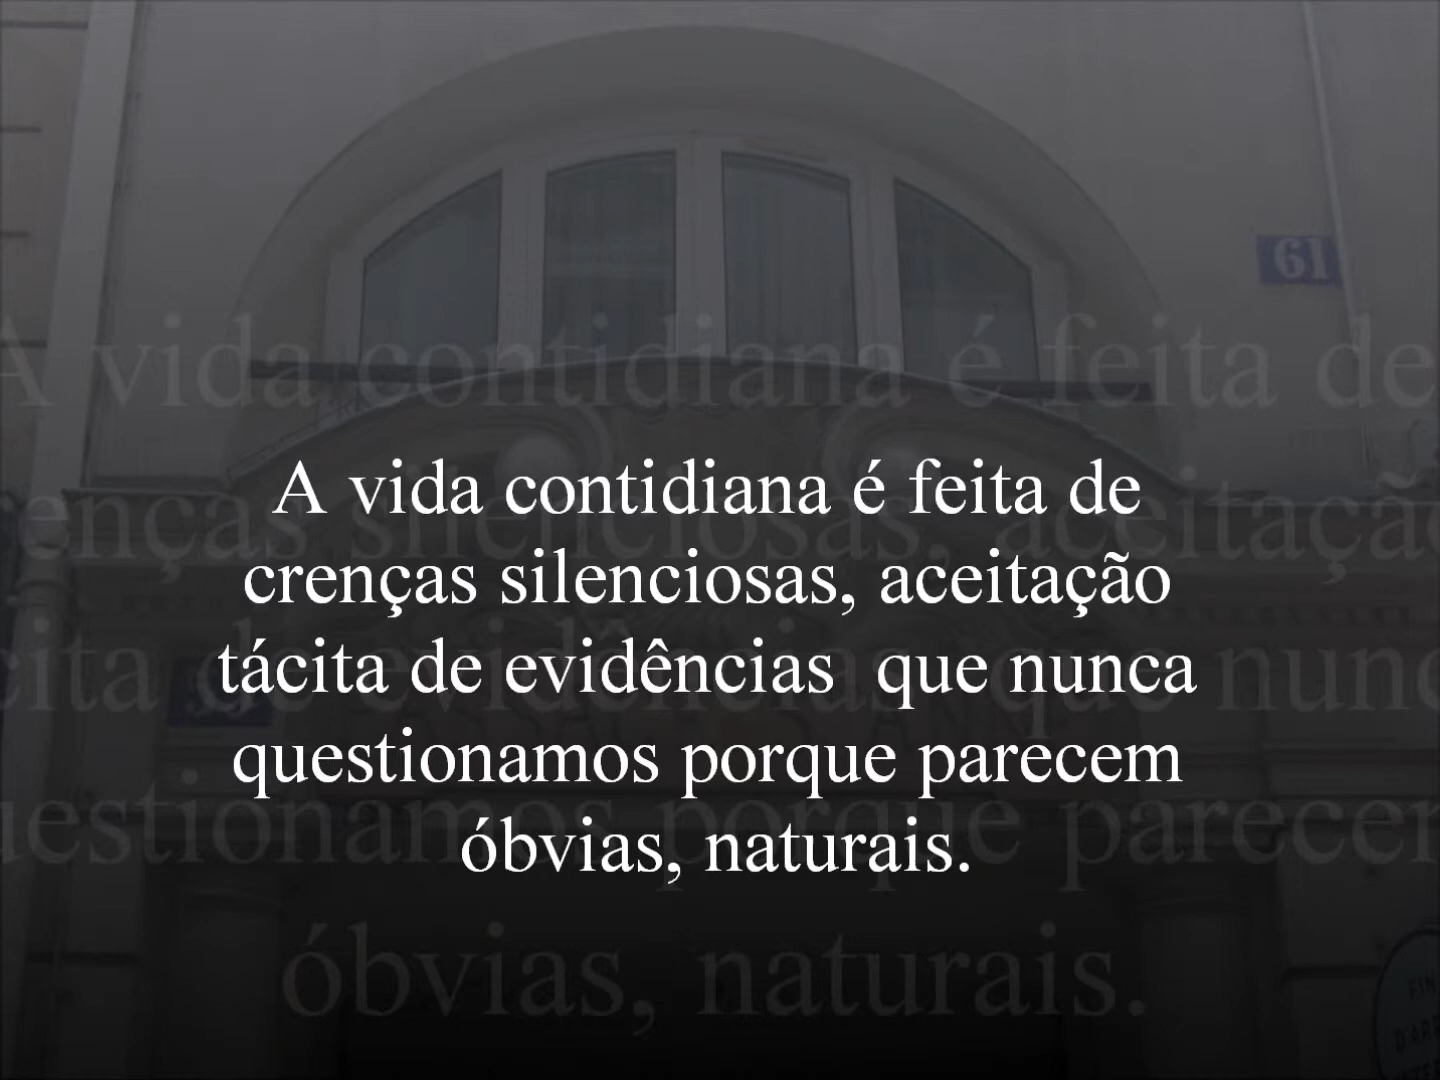 61
A vida contidiana é feita de
crenças silenciosas, aceitação
tácita de evidências que nunca
questionamos porque parecem
óbvias, naturais.